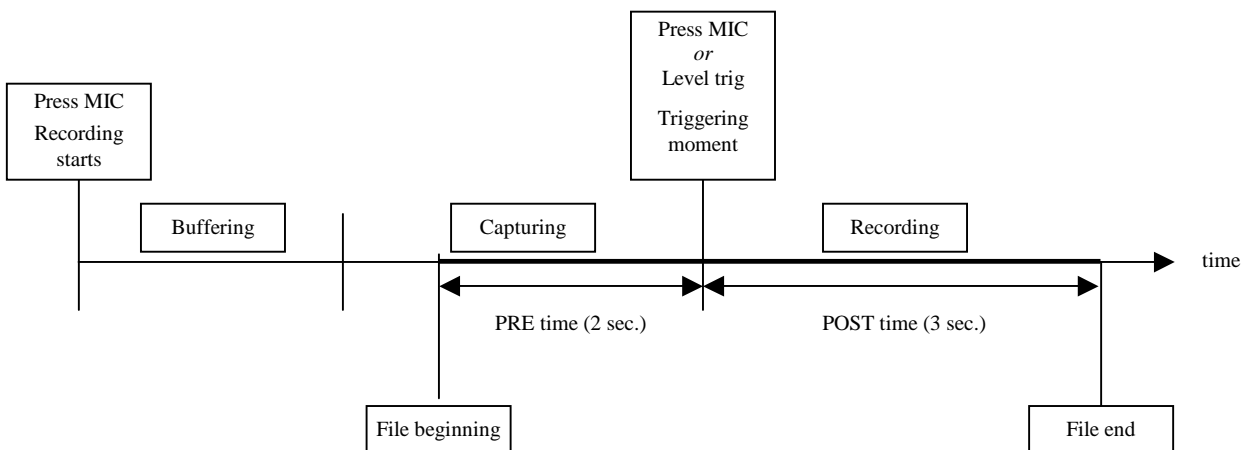 Press MIC
or
Level trig
Triggering
moment
Press MIC
Recording
starts
Buffering
Capturing
Recording
time
PRE time (2 sec.)
POST time (3 sec.)
File beginning
File end